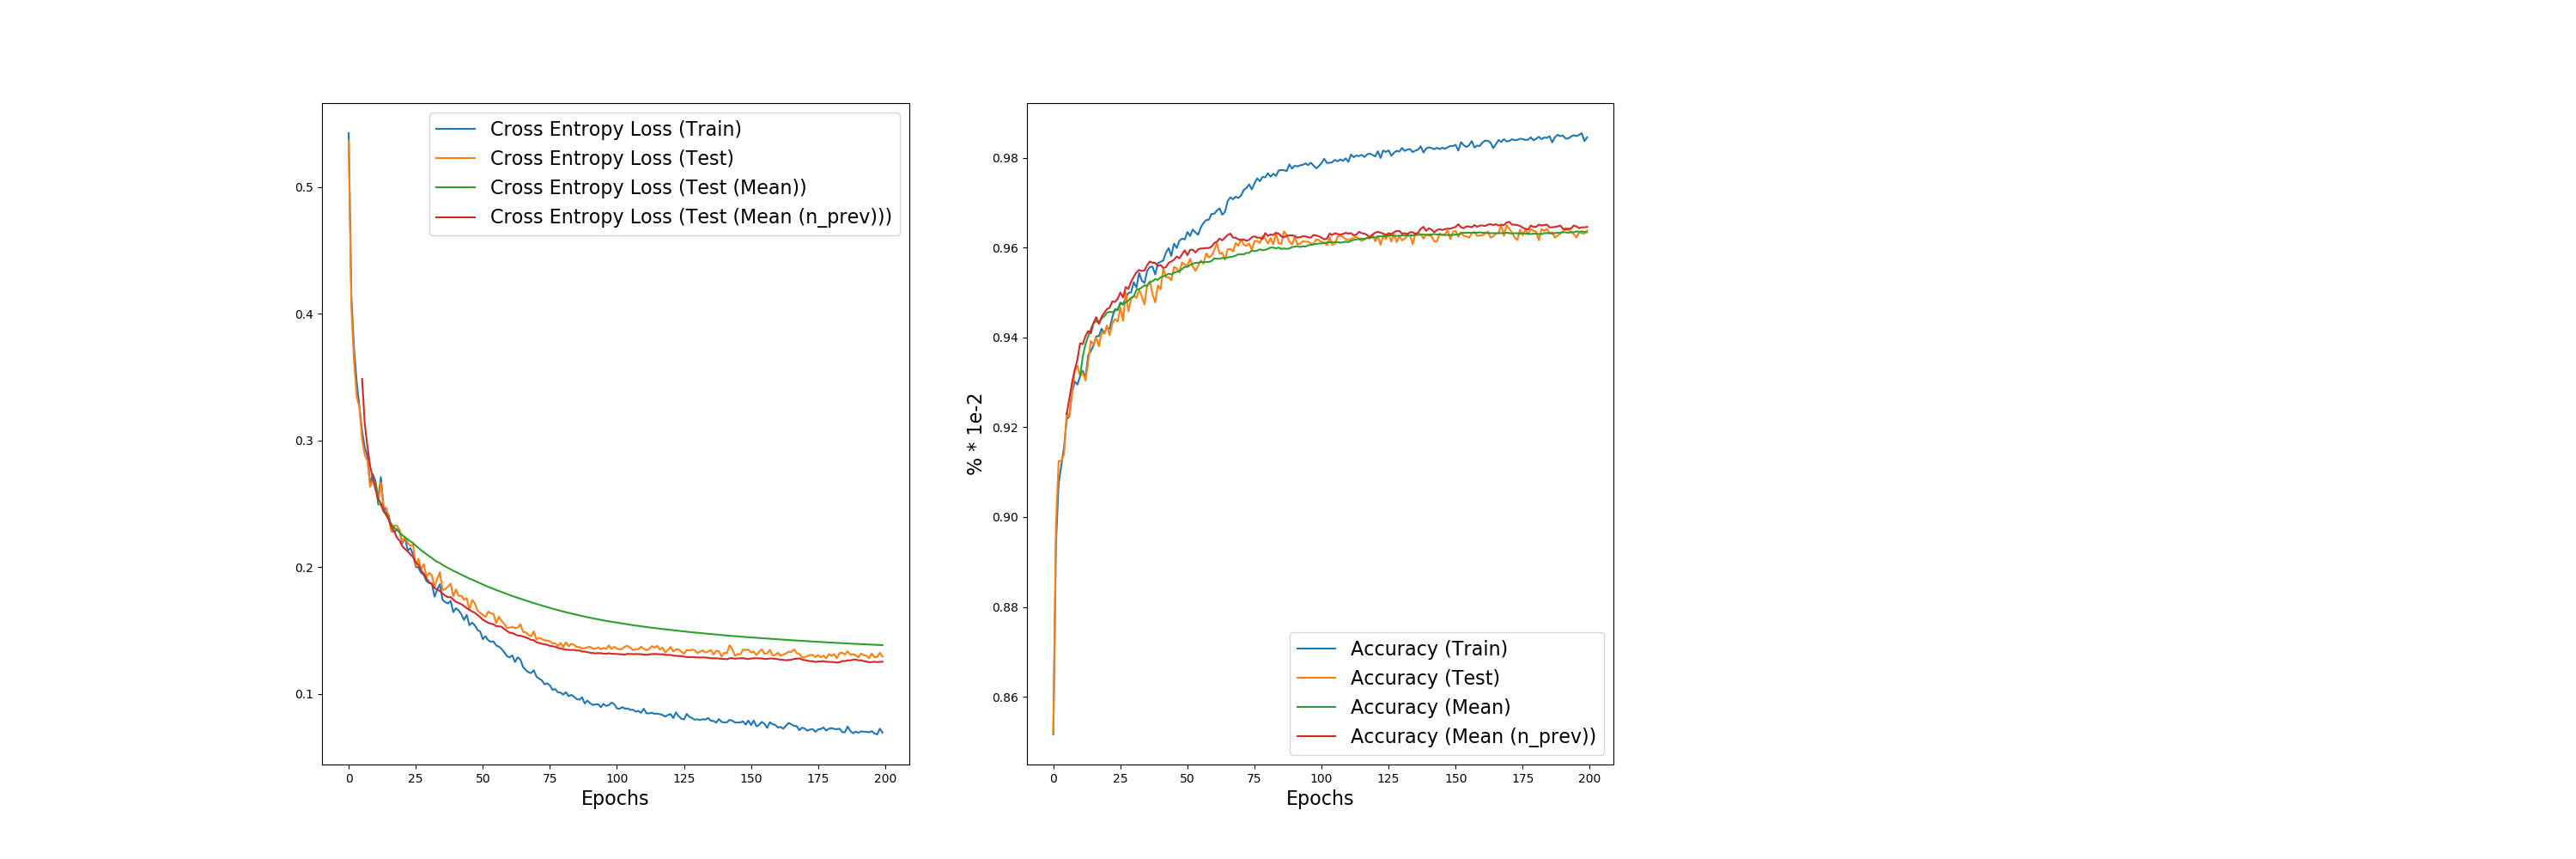 Cross Entropy Loss (Train)
Cross Entropy Loss (Test)
Cross Entropy Loss (Test (Mean))
Cross Entropy Loss (Test (Mean (n_prev)))
0.5
0.4
0.3
0.2
0.1
0 25 50 75 100 125 150 175 200
Epochs
% * 1e-2
0.98
0.96
0.94
0.92
0.90
0.88
0.86
Accuracy (Train)
Accuracy (Test)
Accuracy (Mean)
Accuracy (Mean (n_prev))
0 25 50 75 100 125 150 175 200
Epochs